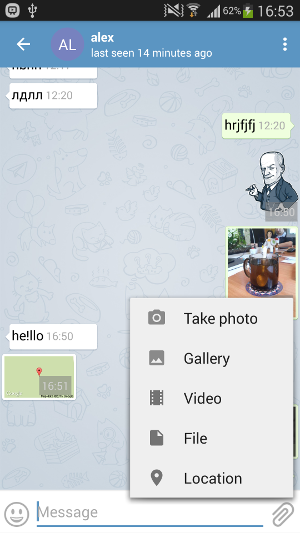 62% 16:53
AL
alex
last seen 14 minutes ago
лдлл 12:20
hrjfjfj 12:20
16:50
he!llo 16:50
16:51
Take photo
Gallery
Video
File
Location
Message